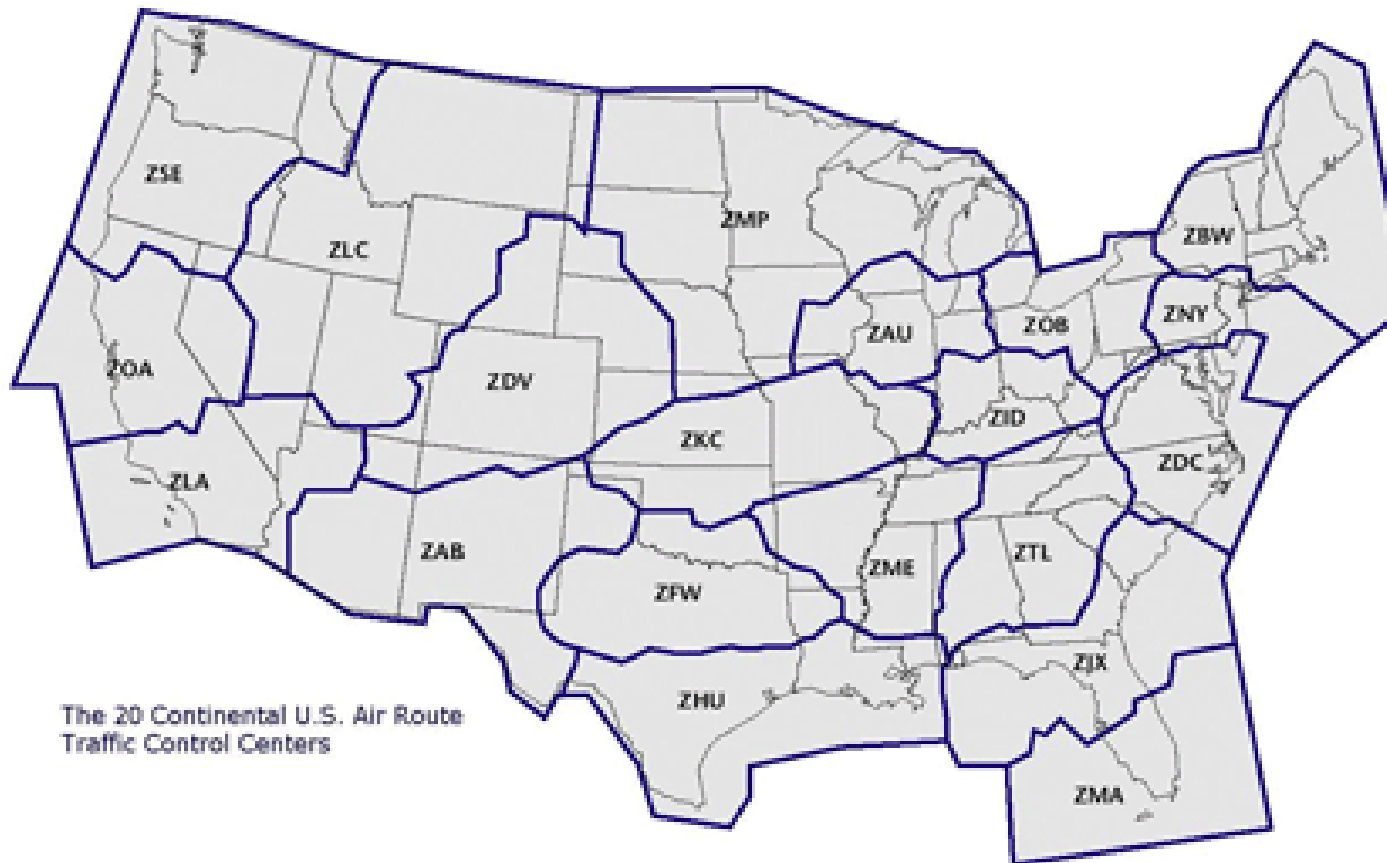 ZSE
ZMP
ZBW
ZLC
ZNY
ZOB
ZAU
ZOA
ZDV
ZID
ZKC
ZDC
ZLA
ZAB
ZTL
ZME
ZFW
ZJX
ZHU
The 20 Continental U.S. Air Route
Traffic Control Centers
ZMA